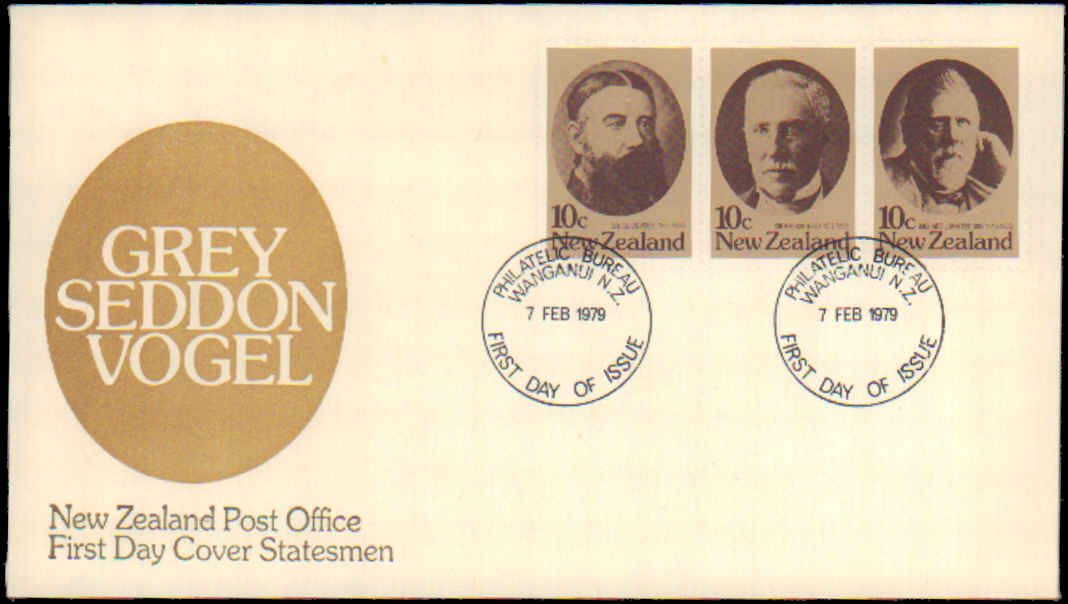 10c
New Zealand
10c
New Zealand
10c
New Zealand
GREY
SEDDON
VOGEL
PHILATELIC BUREAU
WANGANUI N.Z.
7 FEB 1979
FIRST DAY OF ISSUE
PHILATELIC BUREAU
WANGANUI N.Z.
7 FEB 1979
FIRST DAY OF ISSUE
New Zealand Post Office
First Day Cover Statesmen